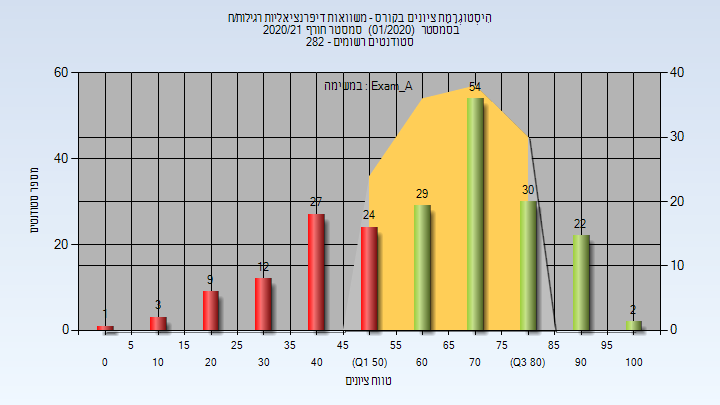 היסטוגרמת ציונים בקורס - משוואות דיפרנציאליות רגילות/ח
בסמסטר (01/2020) סמסטר חורף 2020/21
סטודנטים רשומים - 282
במשימה : Exam_A
מספר סטודנטים
60
40
20
0
40
30
20
10
0
1
3
9
12
27
24
29
54
30
22
2
5 15 25 35 45 55 65 75 85 95
0 10 20 30 40 (Q1 50) 60 70 (Q3 80) 90 100
טווח ציונים